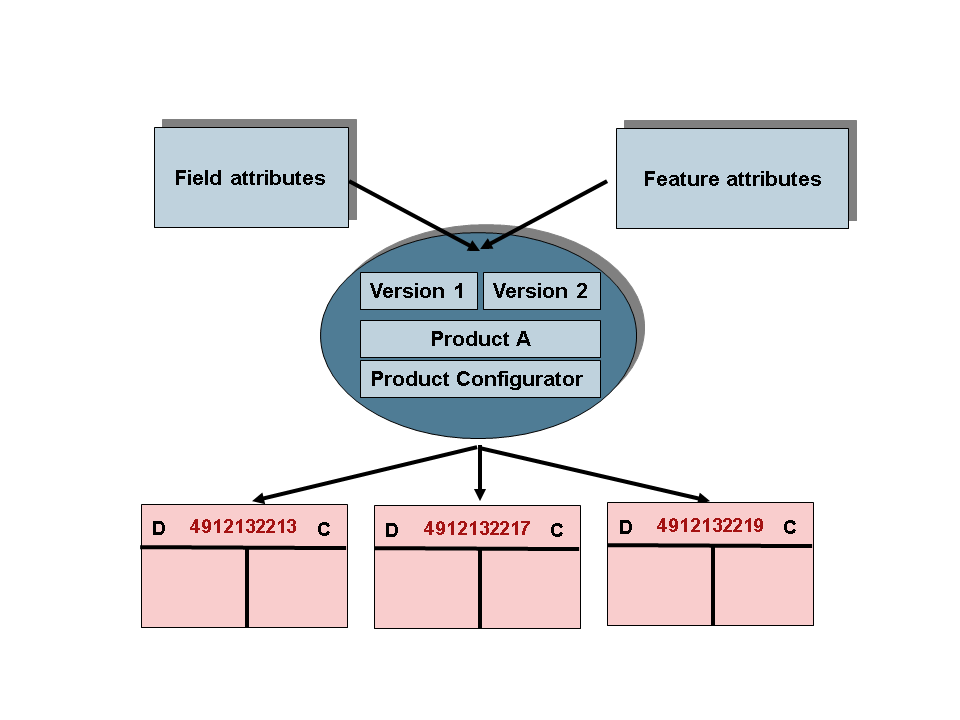 Field attributes
Feature attributes
Version 1
Version 2
Product A
Product Configurator
D 4912132213 C
D 4912132217 C
D 4912132219 C